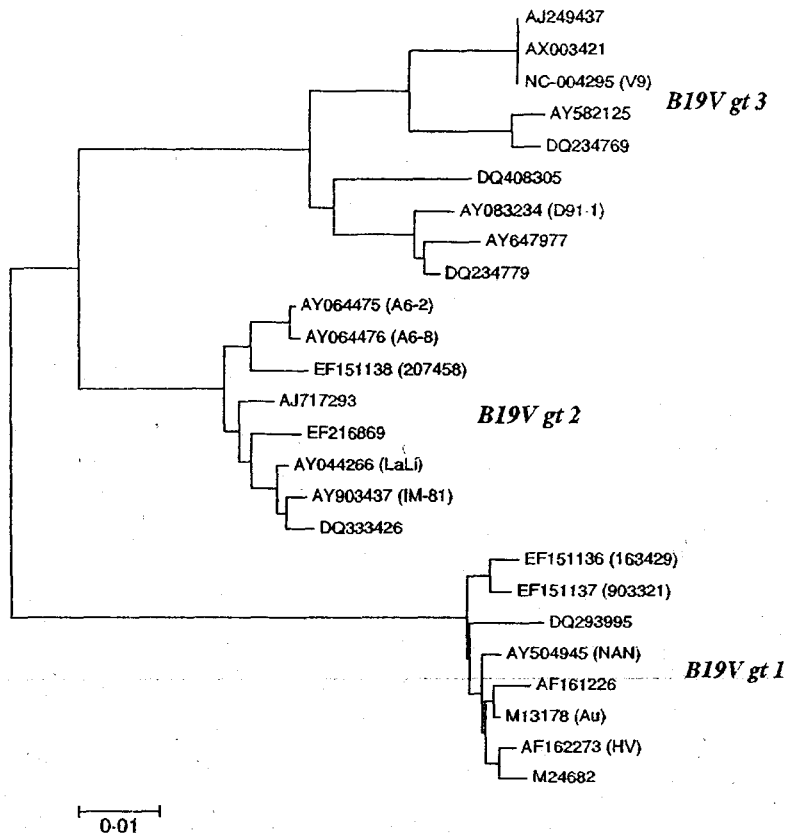 AJ249437
AX003421
NC-004295 (V9)
B19V gt 3
AY582125
DQ234769
DQ408305
AY083234 (D91-1)
AY647977
DQ234779
AY064475 (A6-2)
AY064476 (A6-8)
EF151138 (207458)
AJ717293
B19V gt 2
EF216869
AY044266 (LaLi)
AY903437 (IM-81)
DQ333426
EF151136 (163429)
EF151137 (903321)
DQ293995
AY504945 (NAN)
B19V gt 1
AF161226
M13178 (Au)
AF162273 (HV)
M24682
0·01